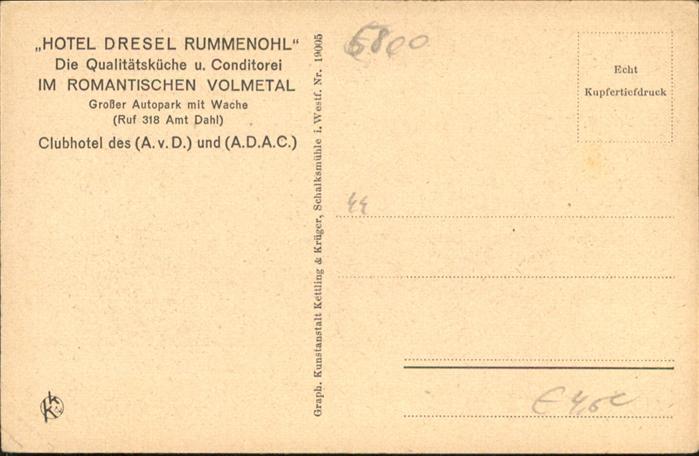 „HOTEL DRESEL RUMMENOHL“
Die Qualitätsküche u. Conditorei
IM ROMANTISCHEN VOLMETAL
Großer Autopark mit Wache
(Ruf 318 Amt Dahl)
Clubhotel des (A. v. D.) und (A.D.A.C.)
Graph. Kunstanstalt Kettling & Krüger, Schalksmühle i. Westf. Nr. 19005
5800
Echt
Kupfertiefdruck
44